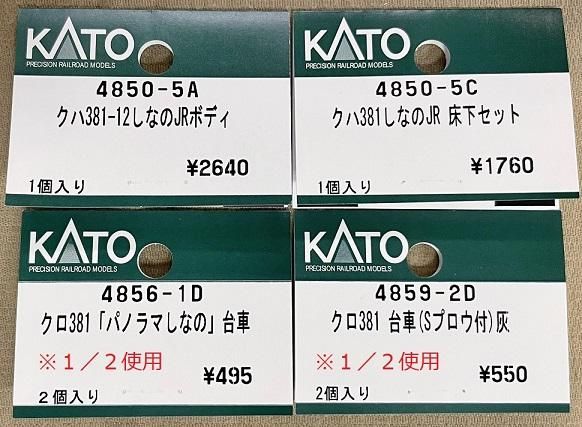 KATO
PRECISION RAILROAD MODELS
4850-5A
クハ381-12しなのJRボディ
¥2640
1個入り
KATO
PRECISION RAILROAD MODELS
4850-5C
クハ381しなのJR 床下セット
¥1760
1個入り
KATO
PRECISION RAILROAD MODELS
4856-1D
クロ381「パノラマしなの」台車
※1/2使用
¥495
2個入り
KATO
PRECISION RAILROAD MODELS
4859-2D
クロ381 台車(Sプロウ付)灰
※1/2使用
¥550
2個入り